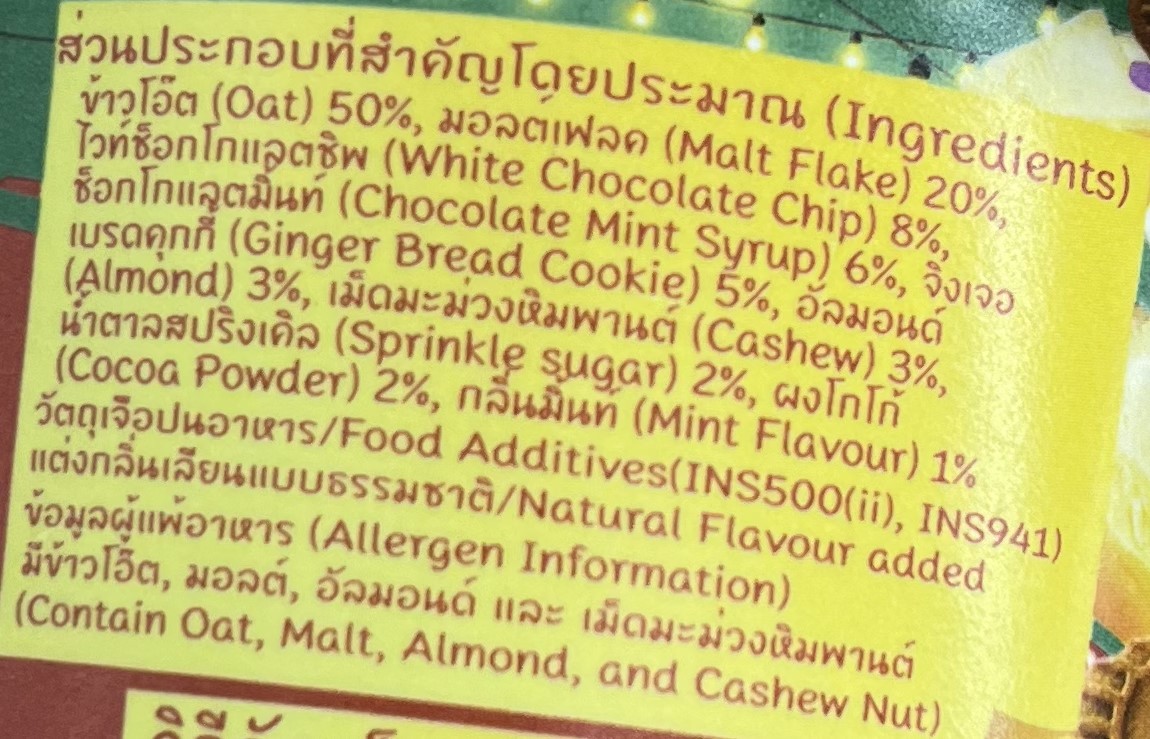 ส่วนประกอบที่สำคัญโดยประมาณ (Ingredients)
ข้าวโอ๊ต (Oat) 50%, มอลต์เฟลค (Malt Flake) 20%,
ไวท์ช็อกโกแลตชิพ (White Chocolate Chip) 8%,
ช็อกโกแลตมิ้นท์ (Chocolate Mint Syrup) 6%, จิงเจอ
เบรดคุกกี้ (Ginger Bread Cookie) 5%, อัลมอนด์
(Almond) 3%, เม็ดมะม่วงหิมพานต์ (Cashew) 3%,
น้ำตาลสปริงเคิล (Sprinkle sugar) 2%, ผงโกโก้
(Cocoa Powder) 2%, กลิ่นมิ้นท์ (Mint Flavour) 1%
วัตถุเจือปนอาหาร/Food Additives(INS500(ii), INS941)
แต่งกลิ่นเลียนแบบธรรมชาติ/Natural Flavour added
ข้อมูลผู้แพ้อาหาร (Allergen Information)
มีข้าวโอ๊ต, มอลต์, อัลมอนด์ และ เม็ดมะม่วงหิมพานต์
(Contain Oat, Malt, Almond, and Cashew Nut)